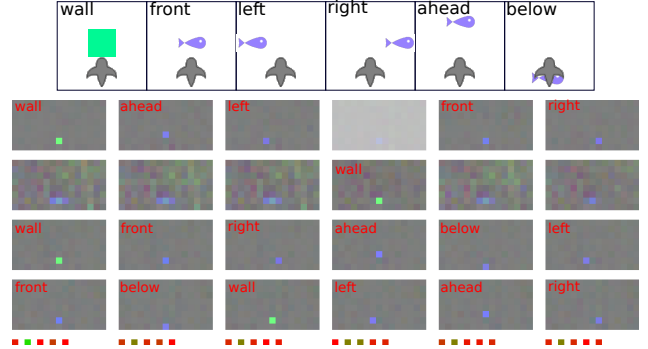 wall front left right ahead below
wall ahead left front right
wall
wall front right ahead below left
front below wall left ahead right